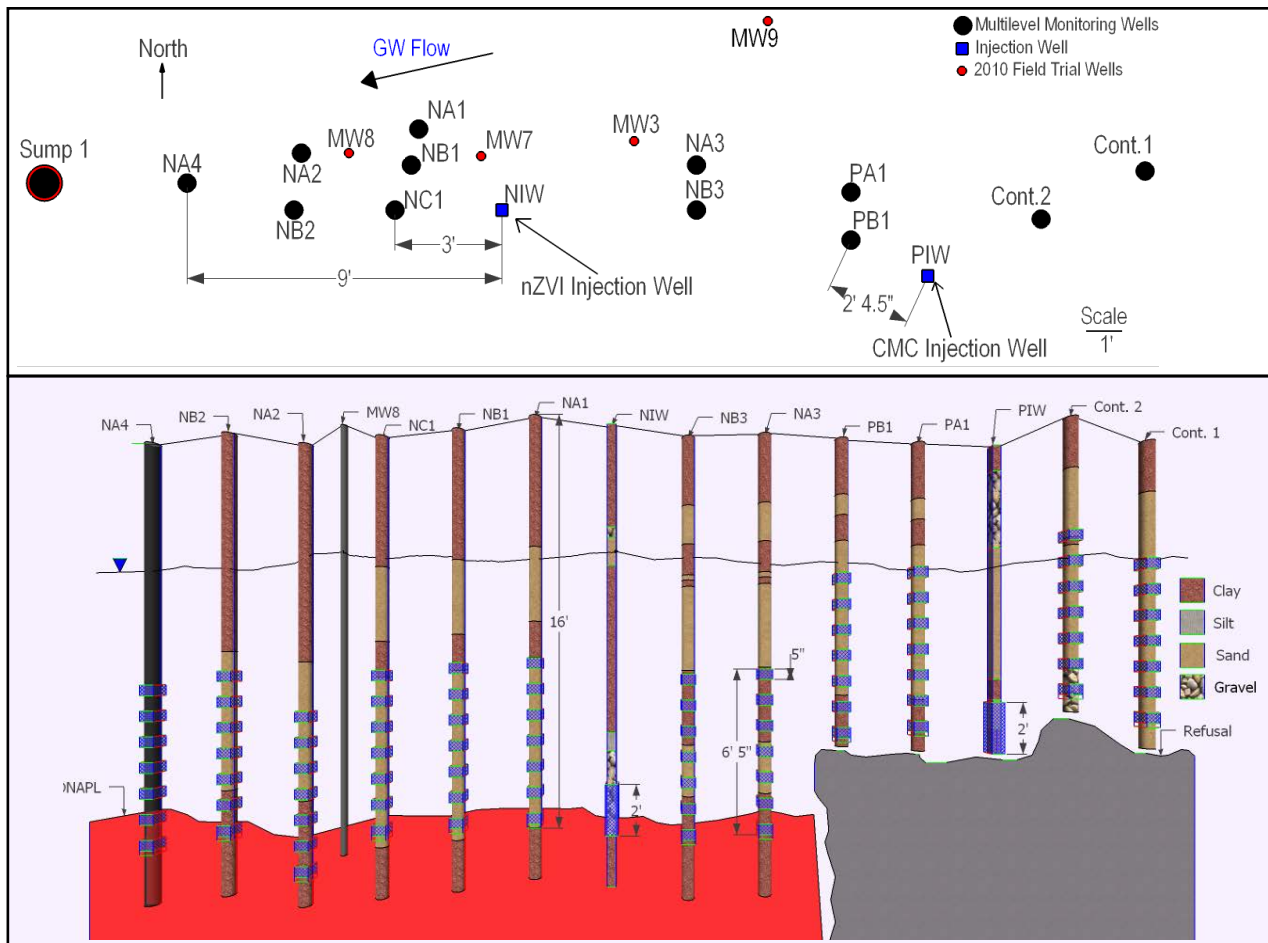 North
GW Flow
MW9
Multilevel Monitoring Wells
Injection Well
2010 Field Trial Wells
Sump 1
NA4
NA2
MW8
NA1
NB1
MW7
MW3
NA3
Cont.1
NB2
NC1
NIW
NB3
PA1
Cont.2
PB1
PIW
3'
9'
nZVI Injection Well
2' 4.5"
CMC Injection Well
Scale
1'
NA4
NB2
NA2
MW8
NC1
NB1
NA1
NIW
NB3
NA3
PB1
PA1
PIW
Cont. 2
Cont. 1
16'
5"
6' 5"
2'
2'
Clay
Silt
Sand
Gravel
Refusal
DNAPL